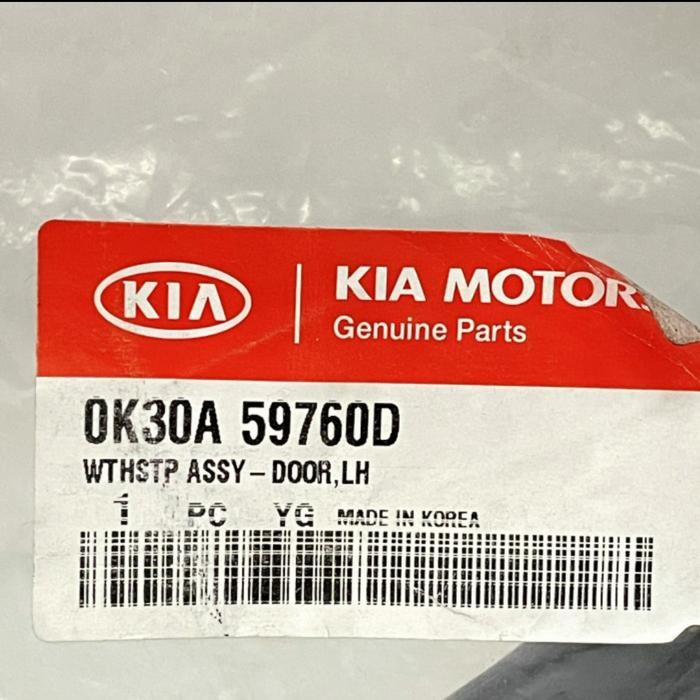 KIA
KIA MOTOR
Genuine Parts
0K30A 59760D
WTHSTP ASSY-DOOR,LH
1 PC YG MADE IN KOREA